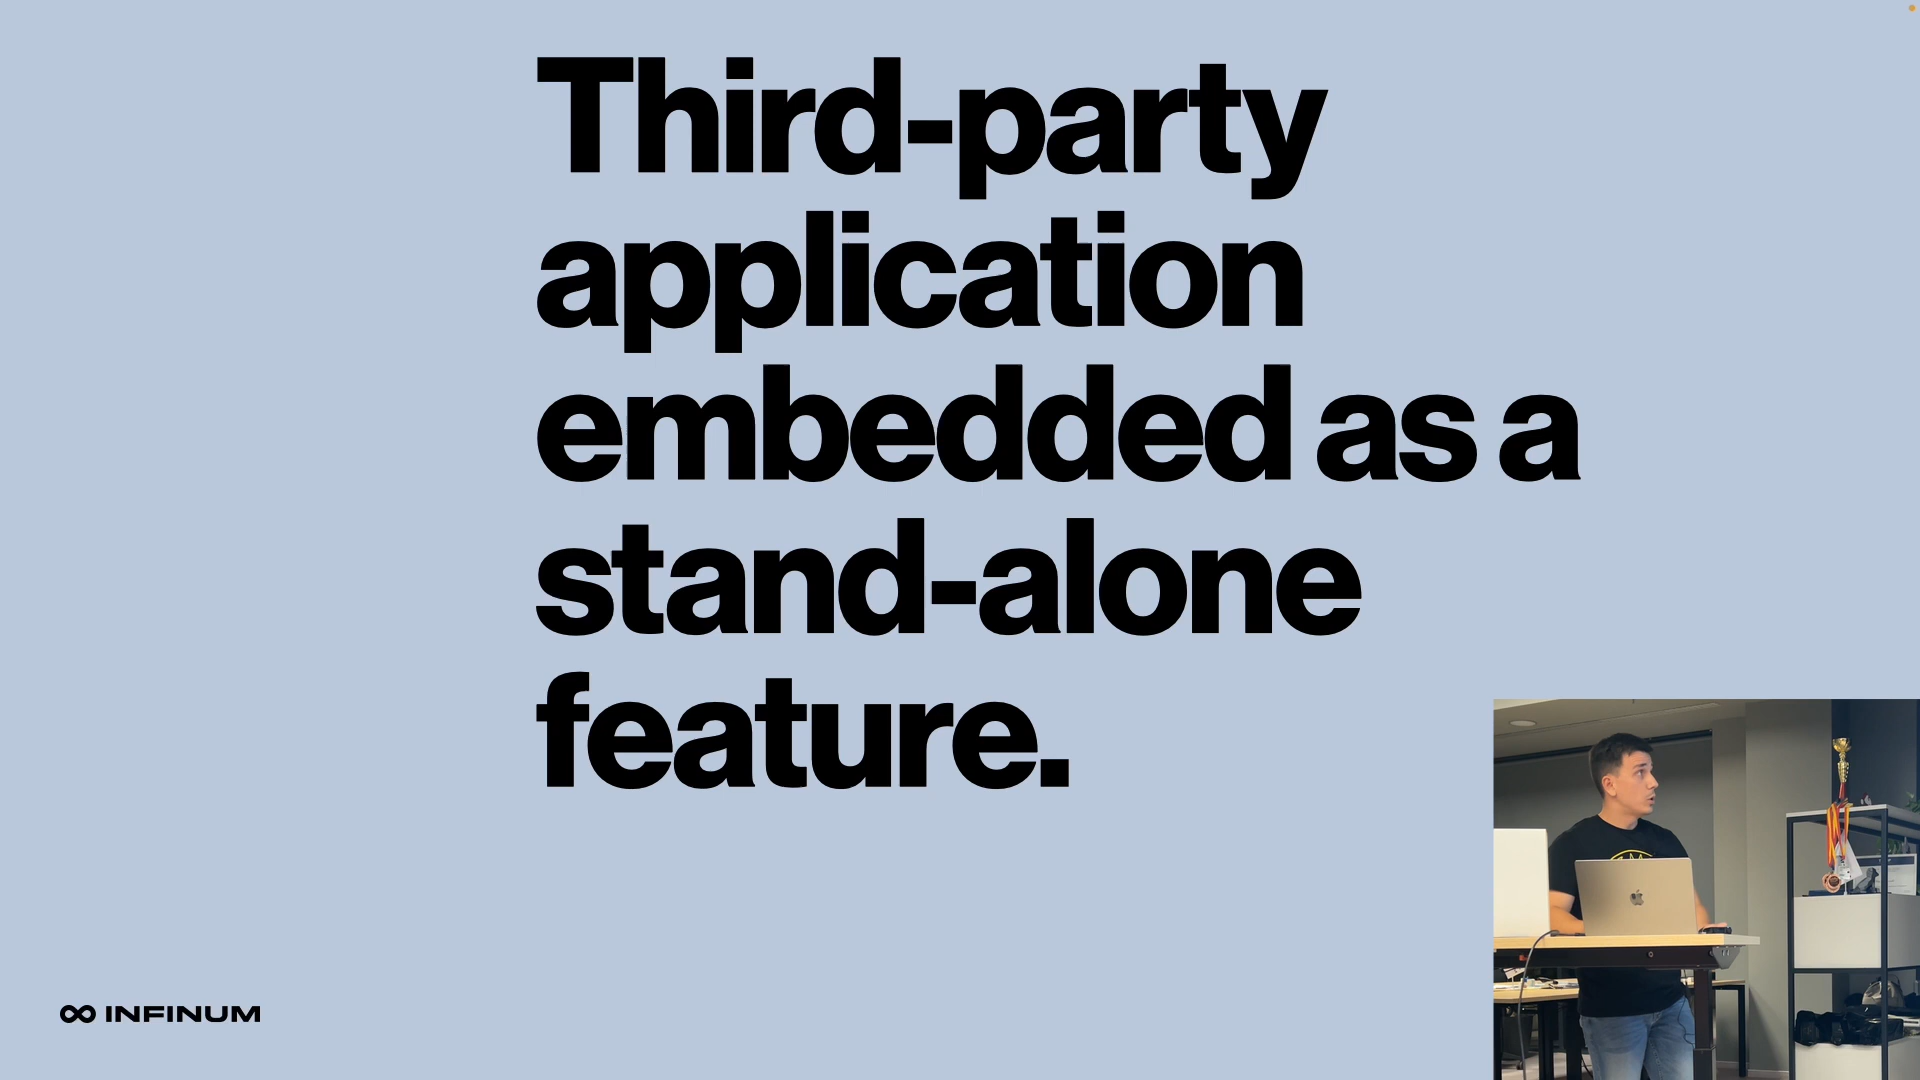 Third-party
application
embedded as a
stand-alone
feature.
INFINUM